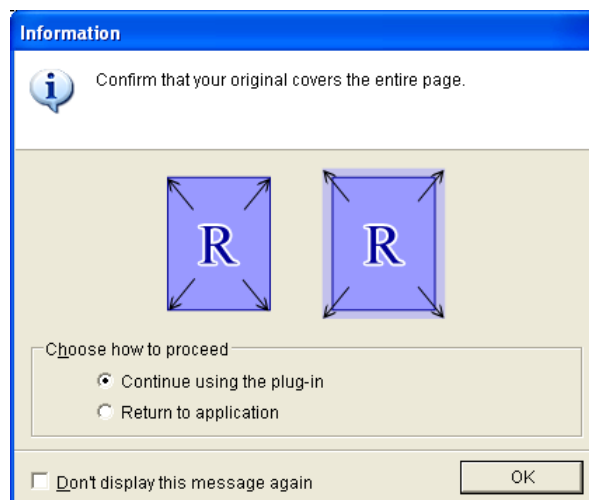 Information
Confirm that your original covers the entire page.
R R
Choose how to proceed
Continue using the plug-in
Return to application
Don't display this message again
OK